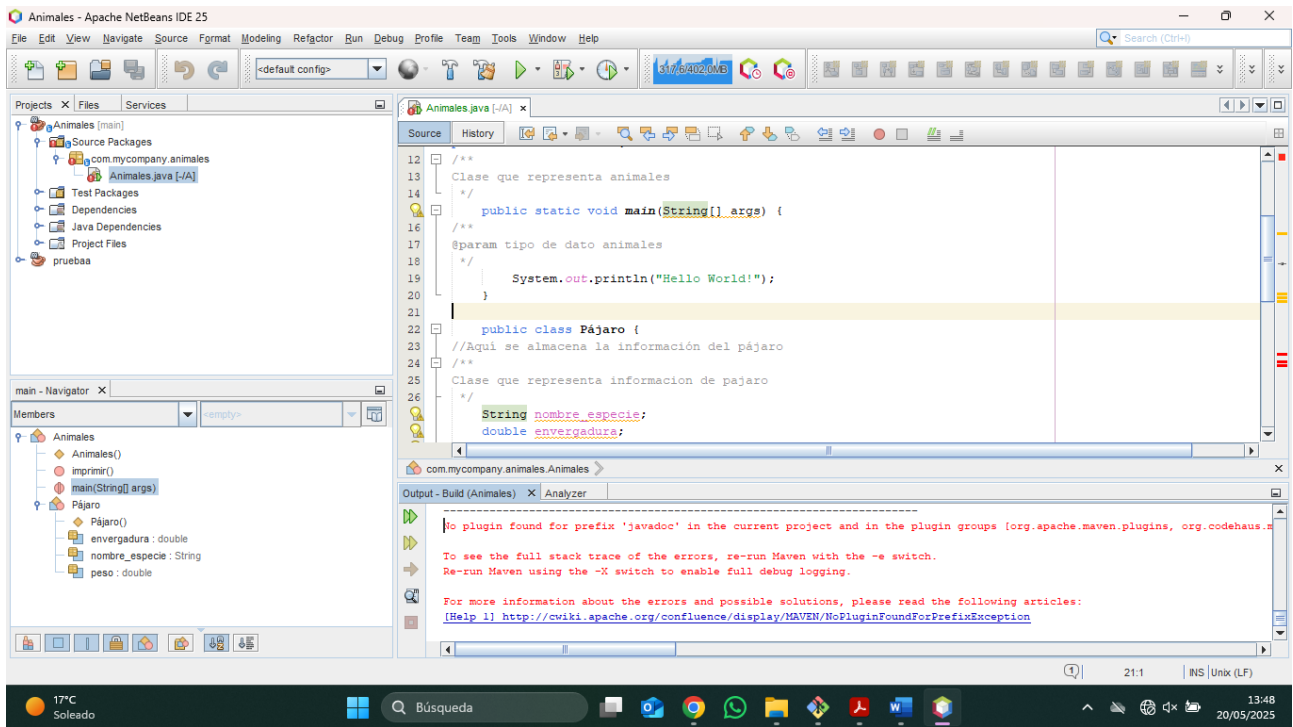 Animales - Apache NetBeans IDE 25
File Edit View Navigate Source Format Modeling Refactor Run Debug Profile Team Tools Window Help
Search (Ctrl+I)
<default config>
317,6/402,0MB
Projects Files Services
Animales [main]
Source Packages
com.mycompany.animales
Animales.java [-/A]
Test Packages
Dependencies
Java Dependencies
Project Files
pruebaa
main - Navigator
Members
<empty>
Animales
Animales()
imprimir()
main(String[] args)
Pájaro
Pájaro()
envergadura : double
nombre_especie : String
peso : double
Animales.java [-/A]
Source History
12 /**
13 Clase que representa animales
14 */
public static void main(String[] args) {
16 /**
17 @param tipo de dato animales
18 */
19 System.out.println("Hello World!");
20 }
21
22 public class Pájaro {
23 //Aquí se almacena la información del pájaro
24 /**
25 Clase que representa informacion de pajaro
26 */
String nombre_especie;
double envergadura;
com.mycompany.animales.Animales
Output - Build (Animales) Analyzer
------------------------------------------------------------------------
No plugin found for prefix 'javadoc' in the current project and in the plugin groups [org.apache.maven.plugins, org.codehaus.m
To see the full stack trace of the errors, re-run Maven with the -e switch.
Re-run Maven using the -X switch to enable full debug logging.
For more information about the errors and possible solutions, please read the following articles:
[Help 1] http://cwiki.apache.org/confluence/display/MAVEN/NoPluginFoundForPrefixException
1 21:1 INS Unix (LF)
17°C
Soleado
Búsqueda
13:48
20/05/2025